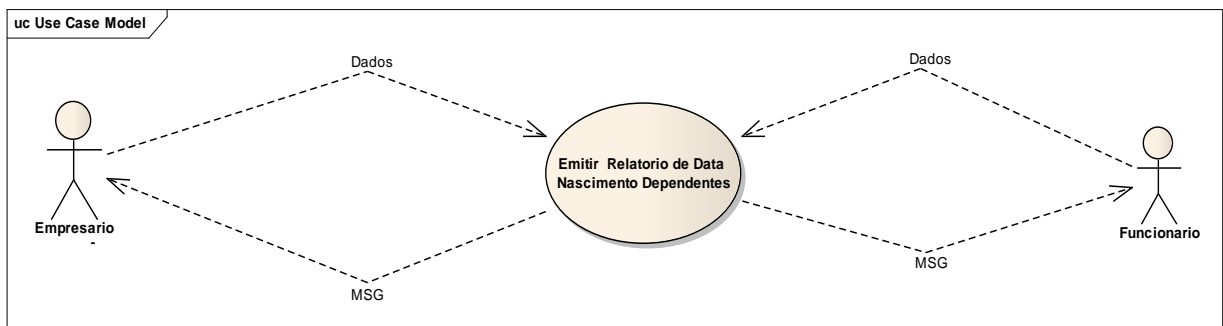 uc Use Case Model
Dados
Dados
Emitir Relatorio de Data
Nascimento Dependentes
Empresario
Funcionario
MSG
MSG